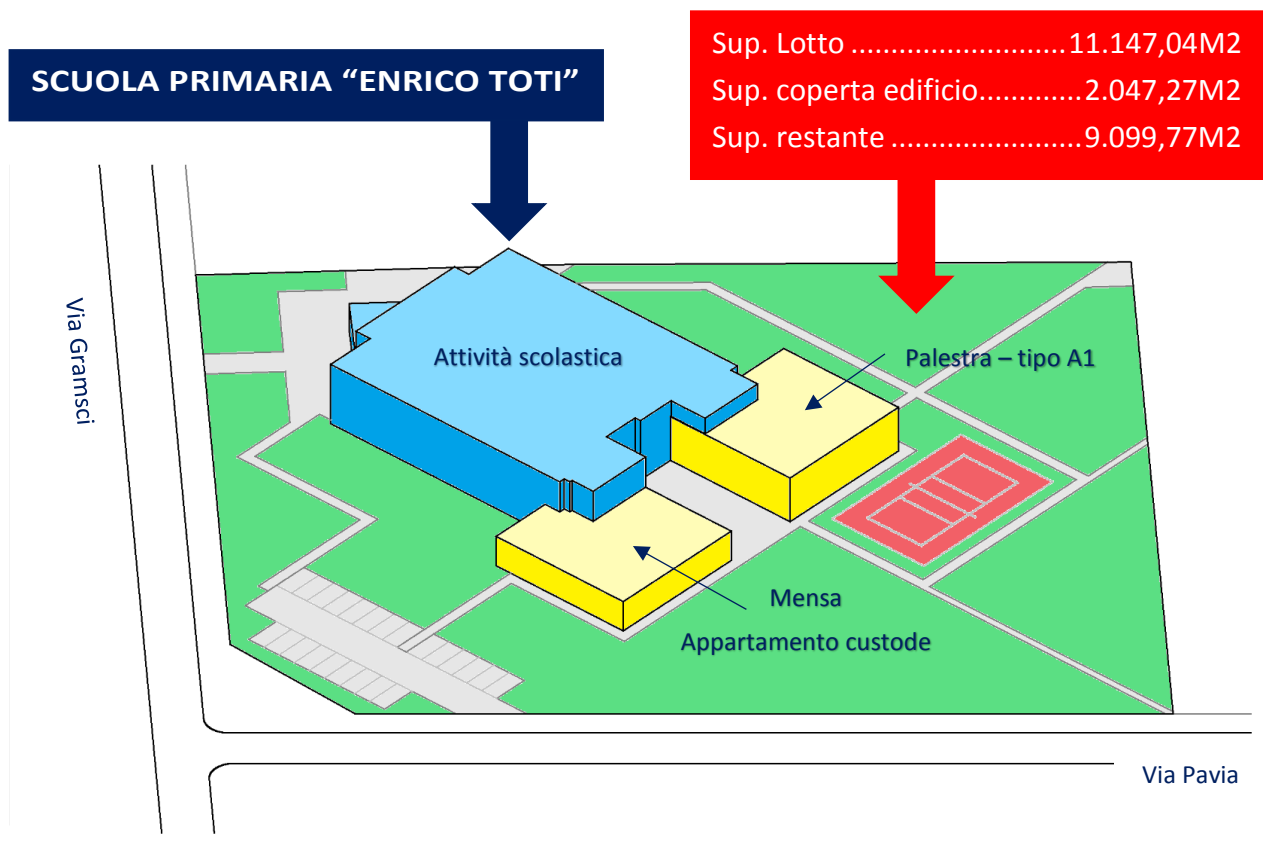 SCUOLA PRIMARIA “ENRICO TOTI”
Sup. Lotto ............................11.147,04M2
Sup. coperta edificio.............2.047,27M2
Sup. restante ........................9.099,77M2
Via Gramsci
Attività scolastica
Palestra – tipo A1
Mensa
Appartamento custode
Via Pavia